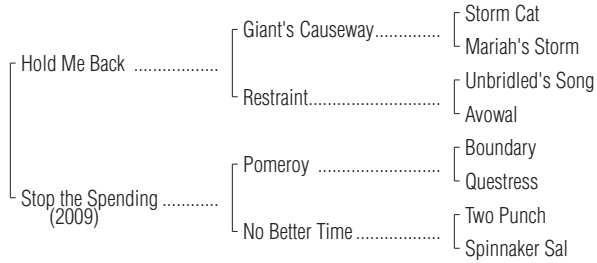 Storm Cat
Giant's Causeway..............
Mariah's Storm
Hold Me Back ..................
Unbridled's Song
Restraint............................
Avowal
Boundary
Pomeroy ..........................
Questress
Stop the Spending ............
(2009)
Two Punch
No Better Time ..................
Spinnaker Sal